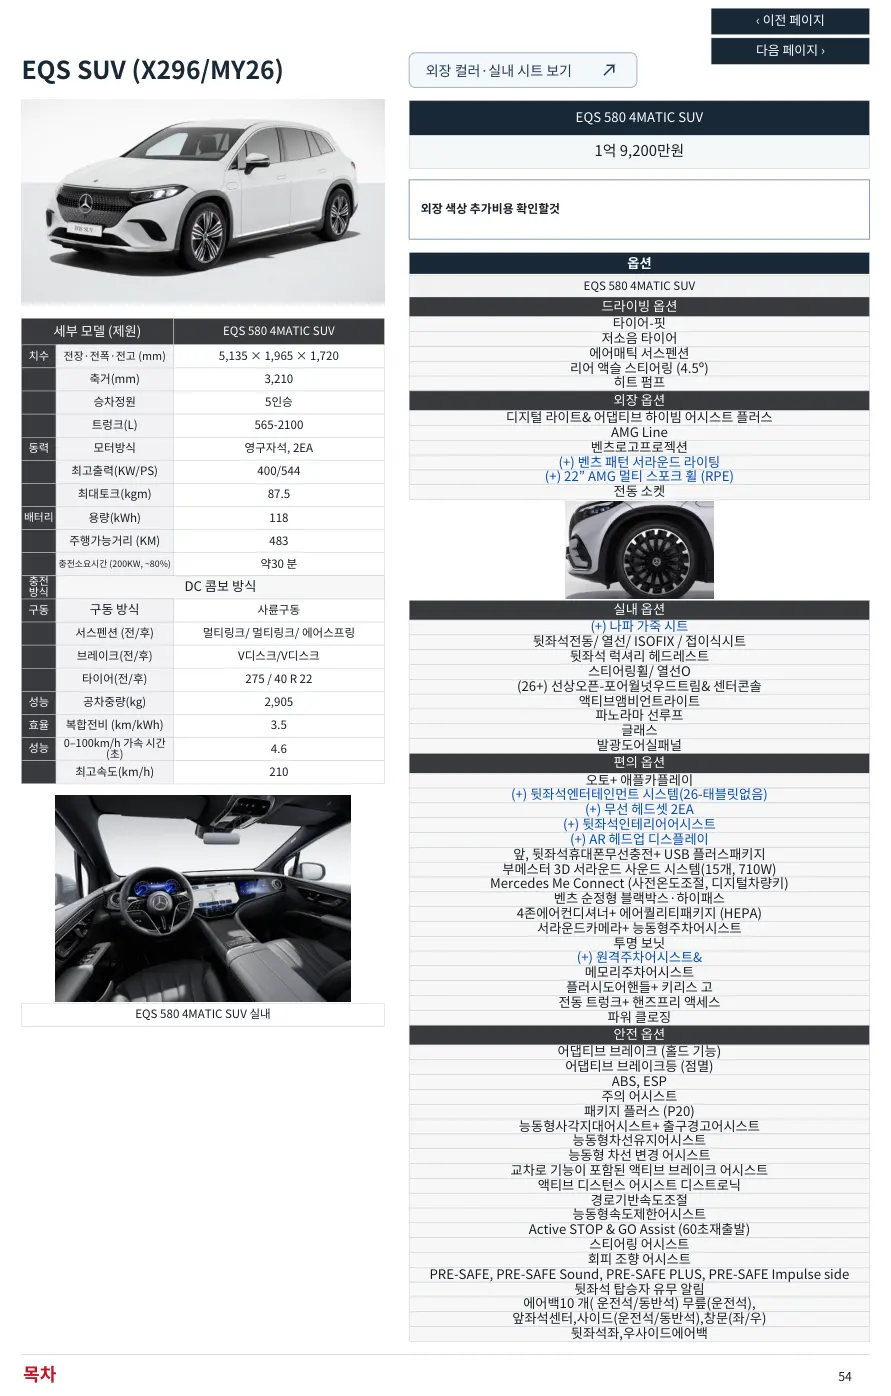 ‹ 이전 페이지
다음 페이지 ›
EQS SUV (X296/MY26)
외장 컬러·실내 시트 보기
EQS SUV
세부 모델 (제원) EQS 580 4MATIC SUV
치수 전장·전폭·전고 (mm) 5,135 × 1,965 × 1,720
축거(mm) 3,210
승차정원 5인승
트렁크(L) 565-2100
동력 모터방식 영구자석, 2EA
최고출력(KW/PS) 400/544
최대토크(kgm) 87.5
배터리 용량(kWh) 118
주행가능거리 (KM) 483
충전소요시간 (200KW, ~80%) 약30 분
충전
방식 DC 콤보 방식
구동 구동 방식 사륜구동
서스펜션 (전/후) 멀티링크/ 멀티링크/ 에어스프링
브레이크(전/후) V디스크/V디스크
타이어(전/후) 275 / 40 R 22
성능 공차중량(kg) 2,905
효율 복합전비 (km/kWh) 3.5
성능 0–100km/h 가속 시간
(초) 4.6
최고속도(km/h) 210
EQS 580 4MATIC SUV 실내
EQS 580 4MATIC SUV
1억 9,200만원
외장 색상 추가비용 확인할것
옵션
EQS 580 4MATIC SUV
드라이빙 옵션
타이어-핏
저소음 타이어
에어매틱 서스펜션
리어 액슬 스티어링 (4.5º)
히트 펌프
외장 옵션
디지털 라이트& 어댑티브 하이빔 어시스트 플러스
AMG Line
벤츠로고프로젝션
(+) 벤츠 패턴 서라운드 라이팅
(+) 22” AMG 멀티 스포크 휠 (RPE)
전동 소켓
실내 옵션
(+) 나파 가죽 시트
뒷좌석전동/ 열선/ ISOFIX / 접이식시트
뒷좌석 럭셔리 헤드레스트
스티어링휠/ 열선O
(26+) 선상오픈-포어월넛우드트림& 센터콘솔
액티브앰비언트라이트
파노라마 선루프
글래스
발광도어실패널
편의 옵션
오토+ 애플카플레이
(+) 뒷좌석엔터테인먼트 시스템(26-태블릿없음)
(+) 무선 헤드셋 2EA
(+) 뒷좌석인테리어어시스트
(+) AR 헤드업 디스플레이
앞, 뒷좌석휴대폰무선충전+ USB 플러스패키지
부메스터 3D 서라운드 사운드 시스템(15개, 710W)
Mercedes Me Connect (사전온도조절, 디지털차량키)
벤츠 순정형 블랙박스·하이패스
4존에어컨디셔너+ 에어퀄리티패키지 (HEPA)
서라운드카메라+ 능동형주차어시스트
투명 보닛
(+) 원격주차어시스트&
메모리주차어시스트
플러시도어핸들+ 키리스 고
전동 트렁크+ 핸즈프리 액세스
파워 클로징
안전 옵션
어댑티브 브레이크 (홀드 기능)
어댑티브 브레이크등 (점멸)
ABS, ESP
주의 어시스트
패키지 플러스 (P20)
능동형사각지대어시스트+ 출구경고어시스트
능동형차선유지어시스트
능동형 차선 변경 어시스트
교차로 기능이 포함된 액티브 브레이크 어시스트
액티브 디스턴스 어시스트 디스트로닉
경로기반속도조절
능동형속도제한어시스트
Active STOP & GO Assist (60초재출발)
스티어링 어시스트
회피 조향 어시스트
PRE-SAFE, PRE-SAFE Sound, PRE-SAFE PLUS, PRE-SAFE Impulse side
뒷좌석 탑승자 유무 알림
에어백10 개( 운전석/동반석) 무릎(운전석),
앞좌석센터,사이드(운전석/동반석),창문(좌/우)
뒷좌석좌,우사이드에어백
목차
54